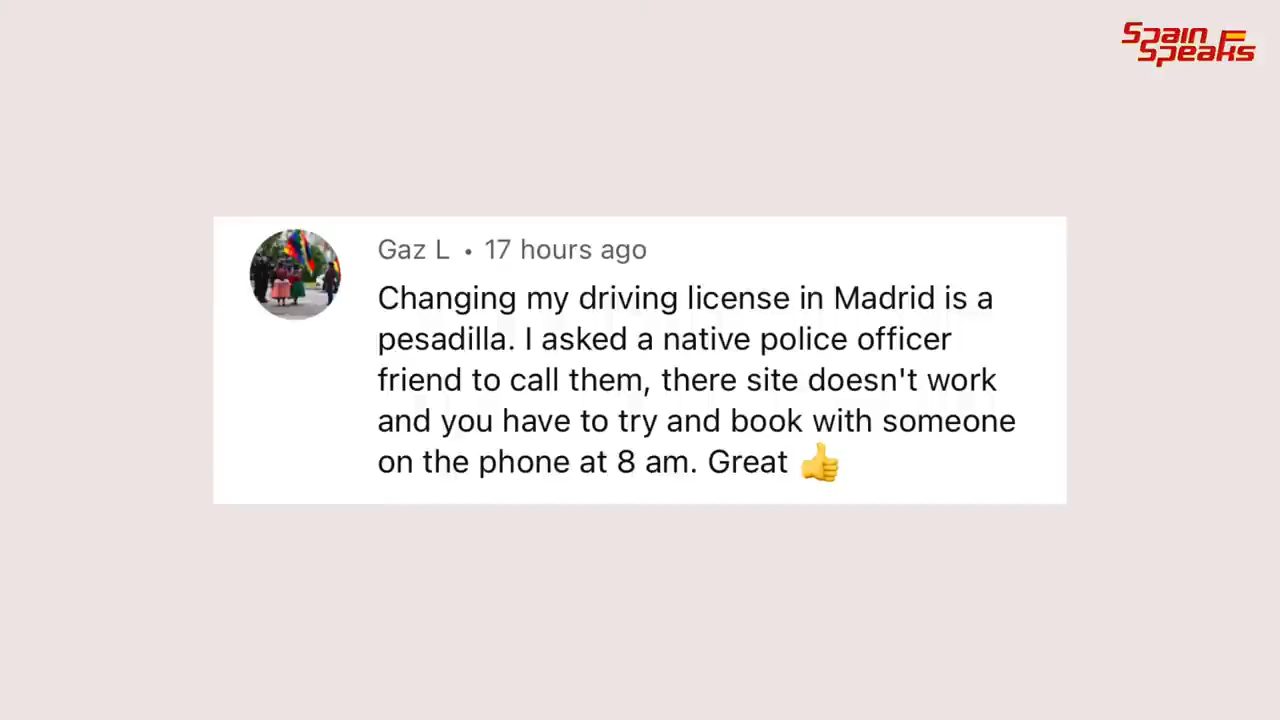 Spain
Speaks
Gaz L • 17 hours ago
Changing my driving license in Madrid is a
pesadilla. I asked a native police officer
friend to call them, there site doesn't work
and you have to try and book with someone
on the phone at 8 am. Great 👍